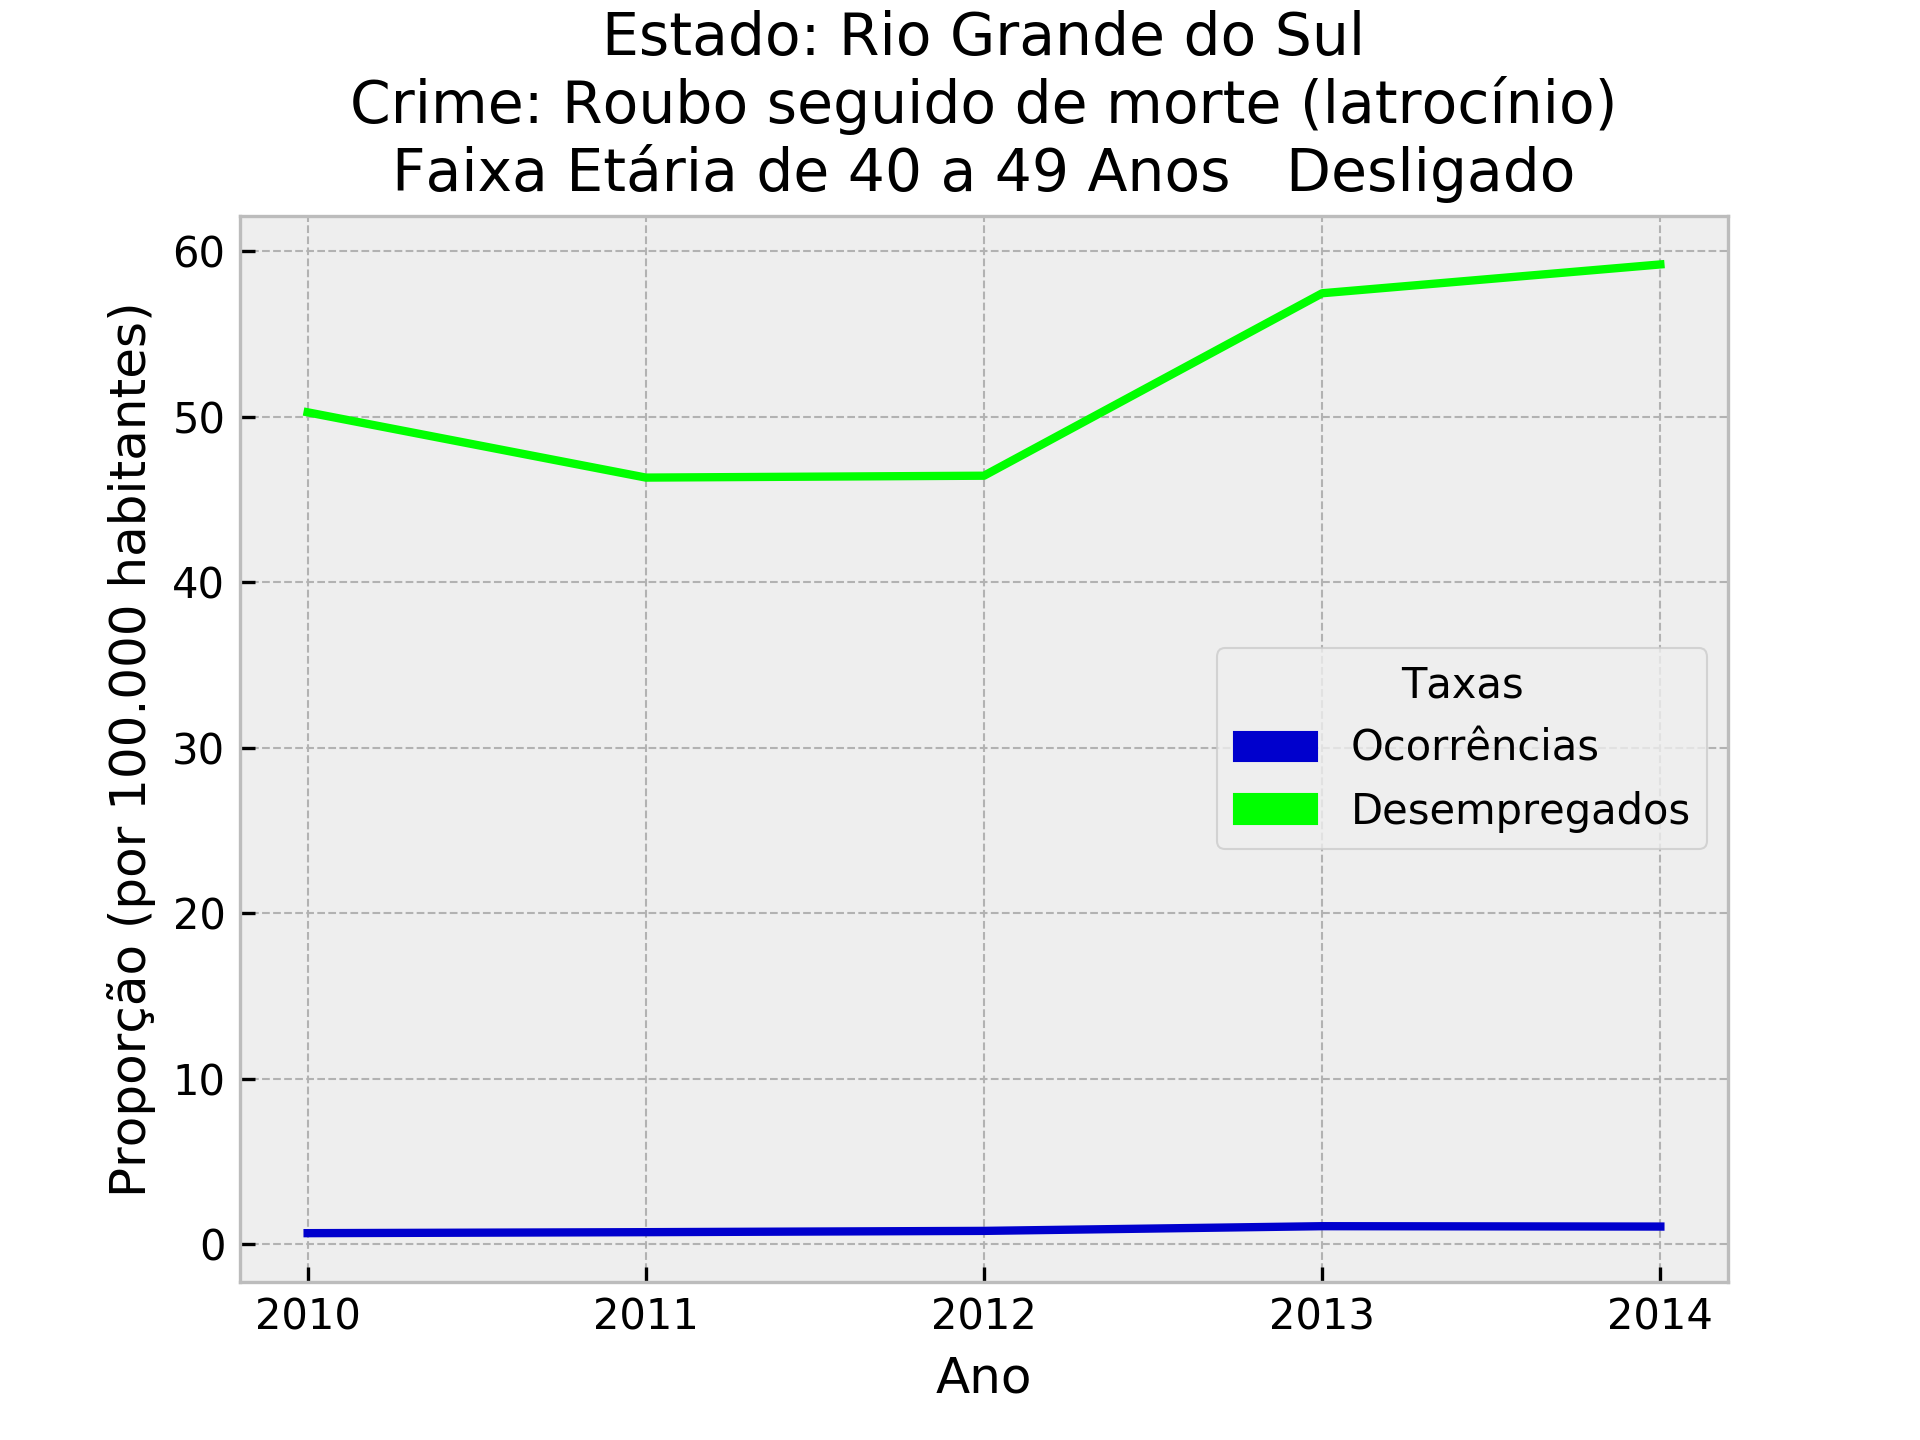 Estado: Rio Grande do Sul
Crime: Roubo seguido de morte (latrocínio)
Faixa Etária de 40 a 49 Anos   Desligado
Proporção (por 100.000 habitantes)
60
50
40
30
20
10
0
Taxas
Ocorrências
Desempregados
2010 2011 2012 2013 2014
Ano